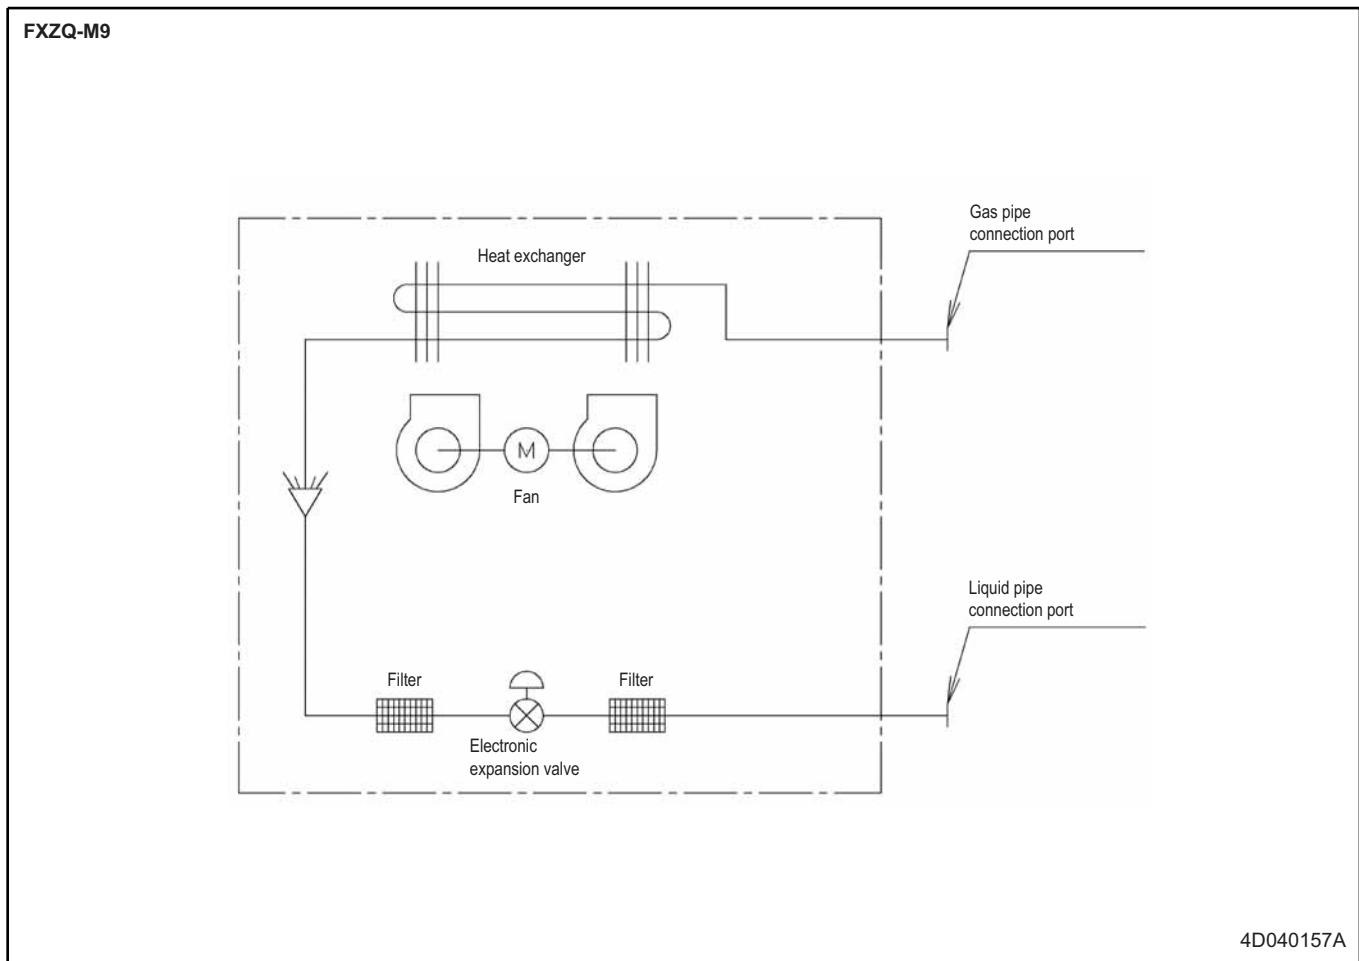 FXZQ-M9
Gas pipe
connection port
Heat exchanger
M
Fan
Liquid pipe
connection port
Filter
Filter
Electronic
expansion valve
4D040157A